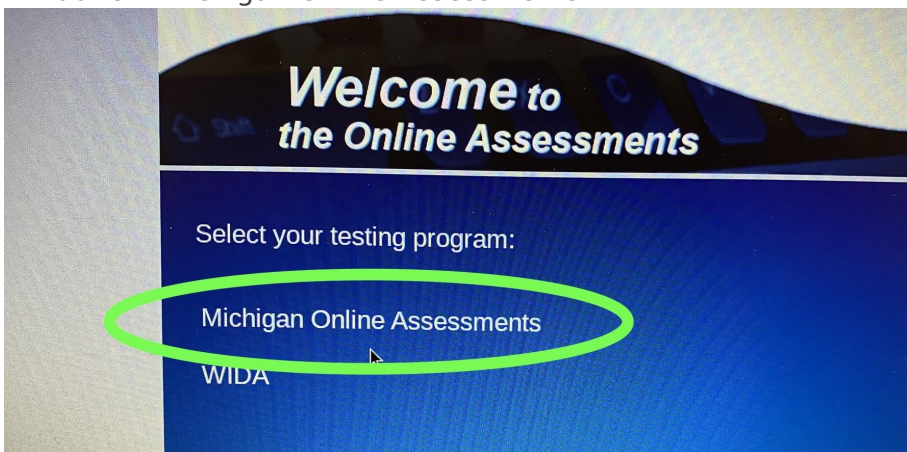 Welcome to
the Online Assessments
Select your testing program:
Michigan Online Assessments
WIDA